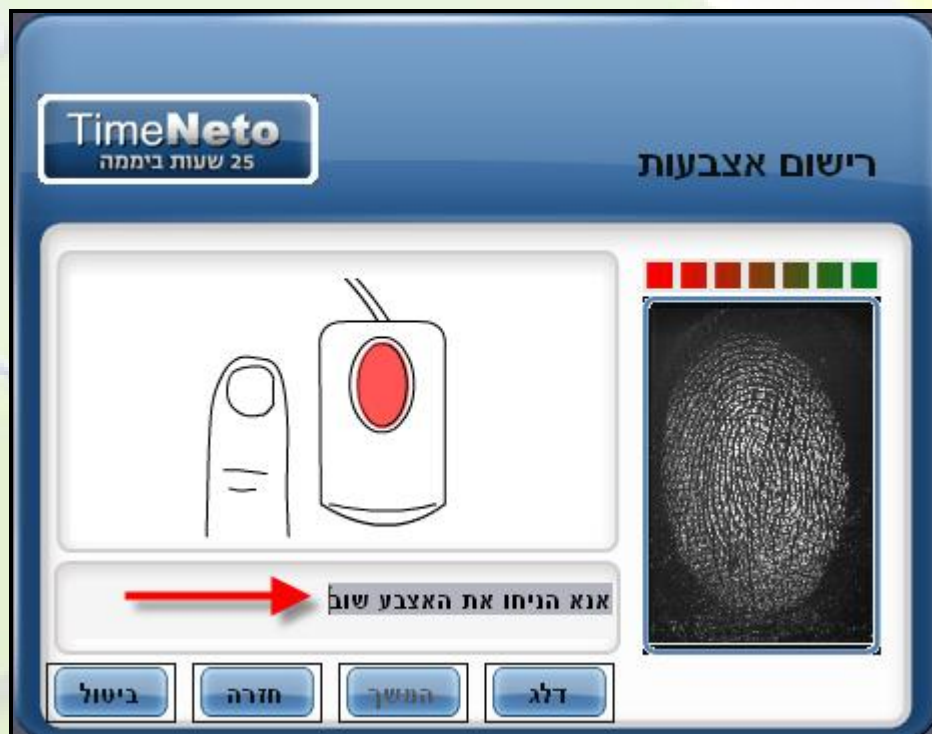 TimeNeto
25 שעות ביממה
רישום אצבעות
אנא הניחו את האצבע שוב
דלג
המשך
חזרה
ביטול